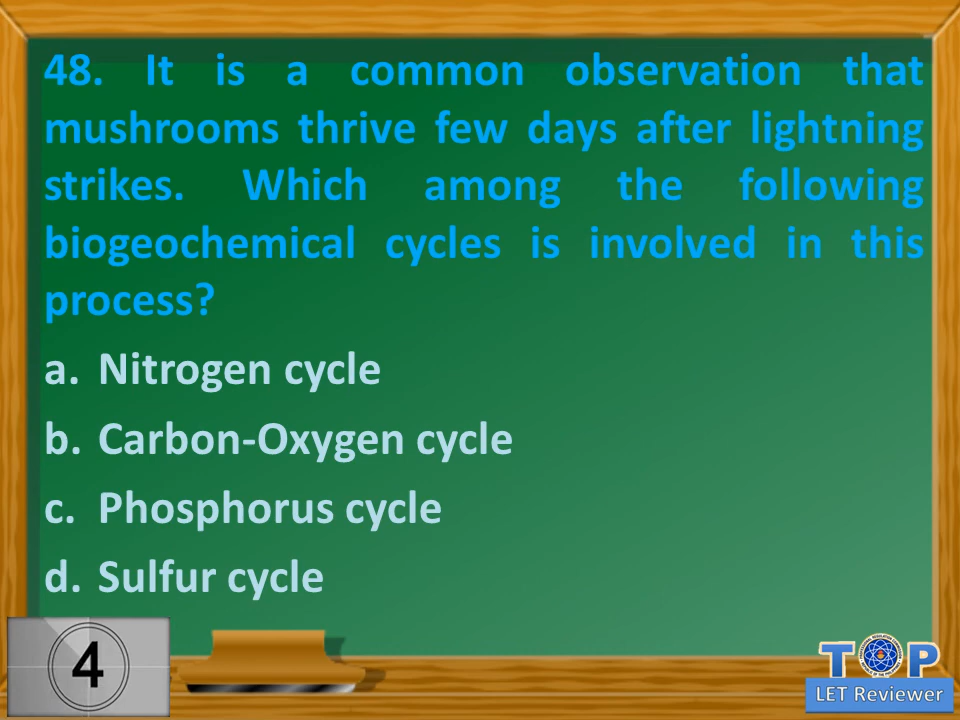 48. It is a common observation that
mushrooms thrive few days after lightning
strikes. Which among the following
biogeochemical cycles is involved in this
process?
a. Nitrogen cycle
b. Carbon-Oxygen cycle
c. Phosphorus cycle
d. Sulfur cycle
4
TOP
LET Reviewer